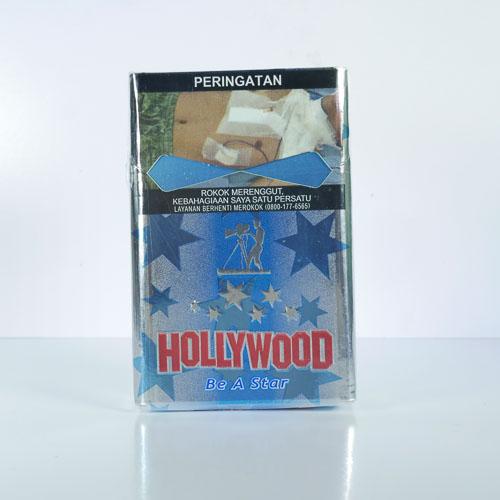 PERINGATAN
ROKOK MERENGGUT,
KEBAHAGIAAN SAYA SATU PERSATU
LAYANAN BERHENTI MEROKOK (0800-177-6565)
HOLLYWOOD
Be A Star